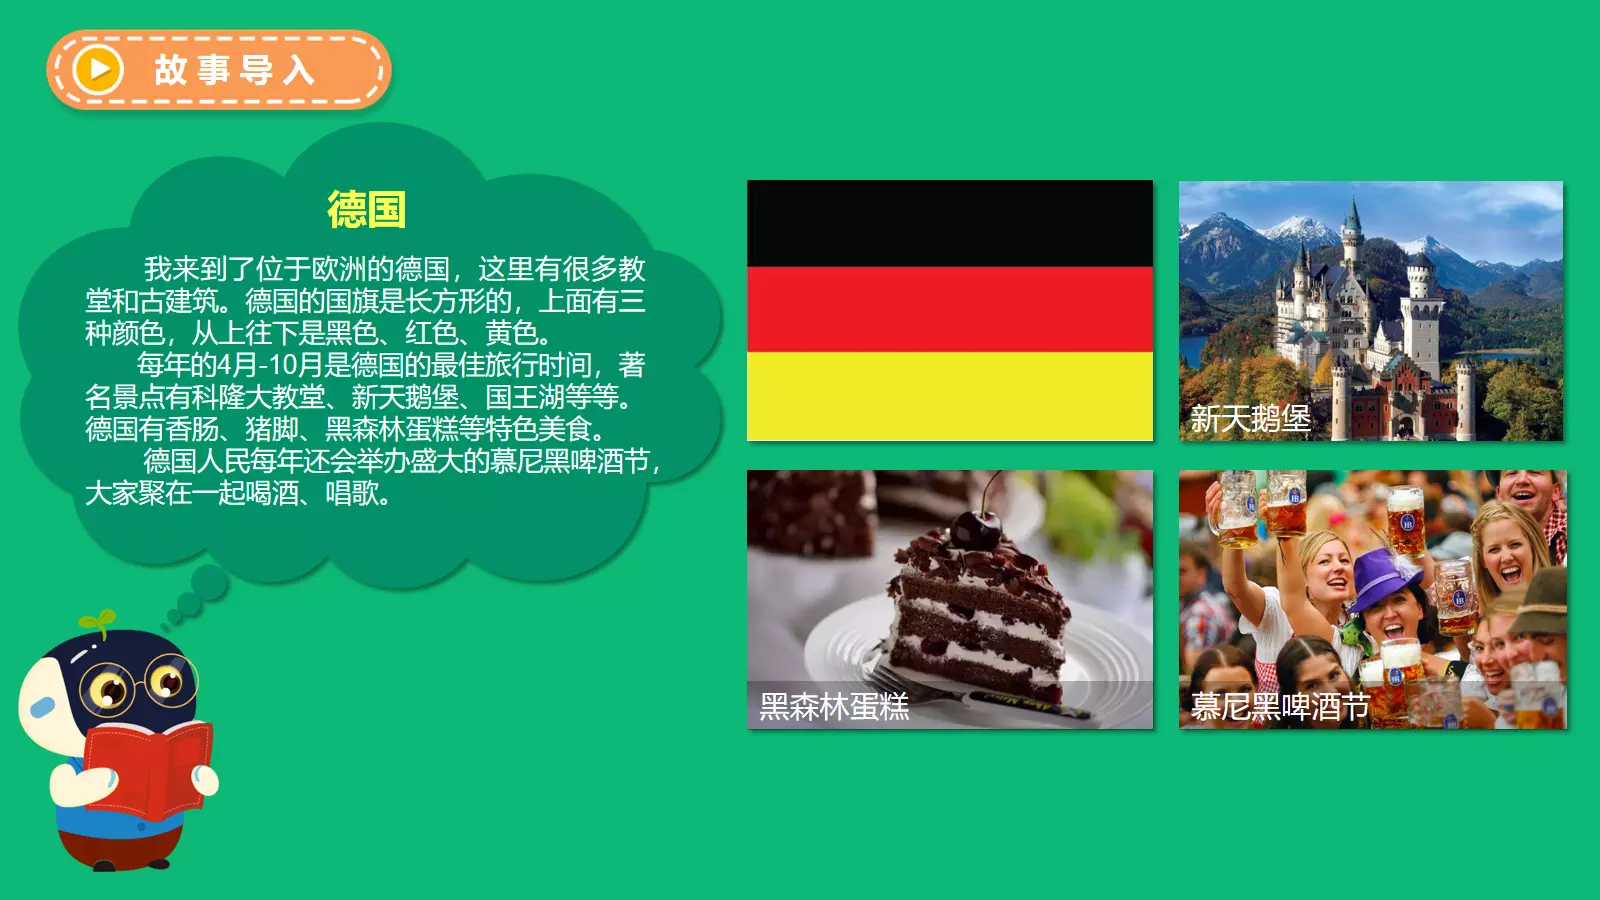 故事导入
德国
我来到了位于欧洲的德国，这里有很多教
堂和古建筑。德国的国旗是长方形的，上面有三
种颜色，从上往下是黑色、红色、黄色。
每年的4月-10月是德国的最佳旅行时间，著
名景点有科隆大教堂、新天鹅堡、国王湖等等。
德国有香肠、猪脚、黑森林蛋糕等特色美食。
德国人民每年还会举办盛大的慕尼黑啤酒节，
大家聚在一起喝酒、唱歌。
新天鹅堡
黑森林蛋糕
慕尼黑啤酒节
HB
HB
HB
HB